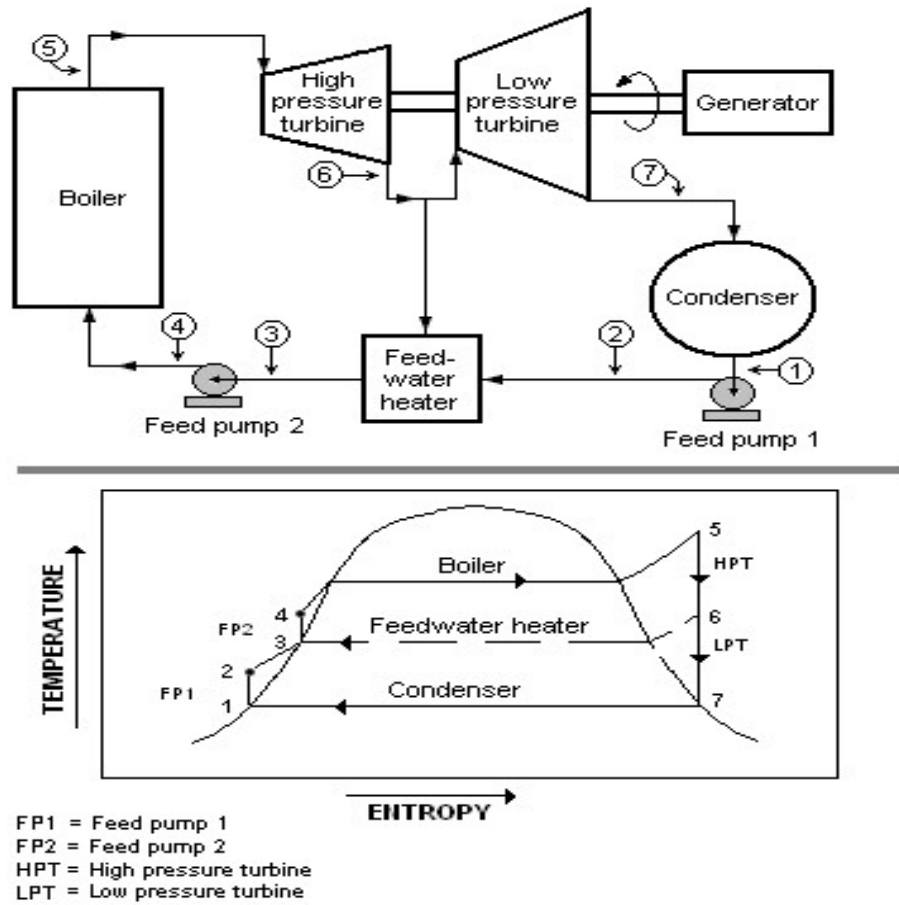 5
High
pressure
turbine
Low
pressure
turbine
Generator
6
7
Boiler
Condenser
4
3
2
1
Feed-
water
heater
Feed pump 2
Feed pump 1
TEMPERATURE
5
Boiler
HPT
4
FP2
3
Feedwater heater
6
LPT
2
FP1
1
Condenser
7
ENTROPY
FP1 = Feed pump 1
FP2 = Feed pump 2
HPT = High pressure turbine
LPT = Low pressure turbine